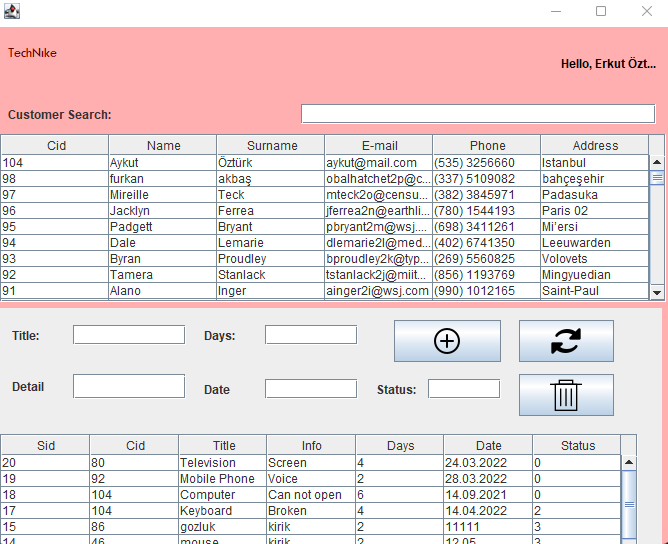 TechNıke
Hello, Erkut Özt...
Customer Search:
Cid Name Surname E-mail Phone Address
104 Aykut Öztürk aykut@mail.com (535) 3256660 Istanbul
98 furkan akbaş obalhatchet2p@c... (337) 5109082 bahçeşehir
97 Mireille Teck mteck2o@censu... (382) 3845971 Padasuka
96 Jacklyn Ferrea jferrea2n@earthli... (780) 1544193 Paris 02
95 Padgett Bryant pbryant2m@wsj.... (698) 3411261 Mi’ersi
94 Dale Lemarie dlemarie2l@med... (402) 6741350 Leeuwarden
93 Byran Proudley bproudley2k@typ... (269) 5560825 Volovets
92 Tamera Stanlack tstanlack2j@miit... (856) 1193769 Mingyuedian
91 Alano Inger ainger2i@wsj.com (990) 1012165 Saint-Paul
Title: Days:
Detail Date Status:
Sid Cid Title Info Days Date Status
20 80 Television Screen 4 24.03.2022 0
19 92 Mobile Phone Voice 2 28.03.2022 0
18 104 Computer Can not open 6 14.09.2021 0
17 104 Keyboard Broken 4 14.04.2022 2
15 86 gozluk kirik 2 11111 3
14 46 mouse kirik 2 12.05 3